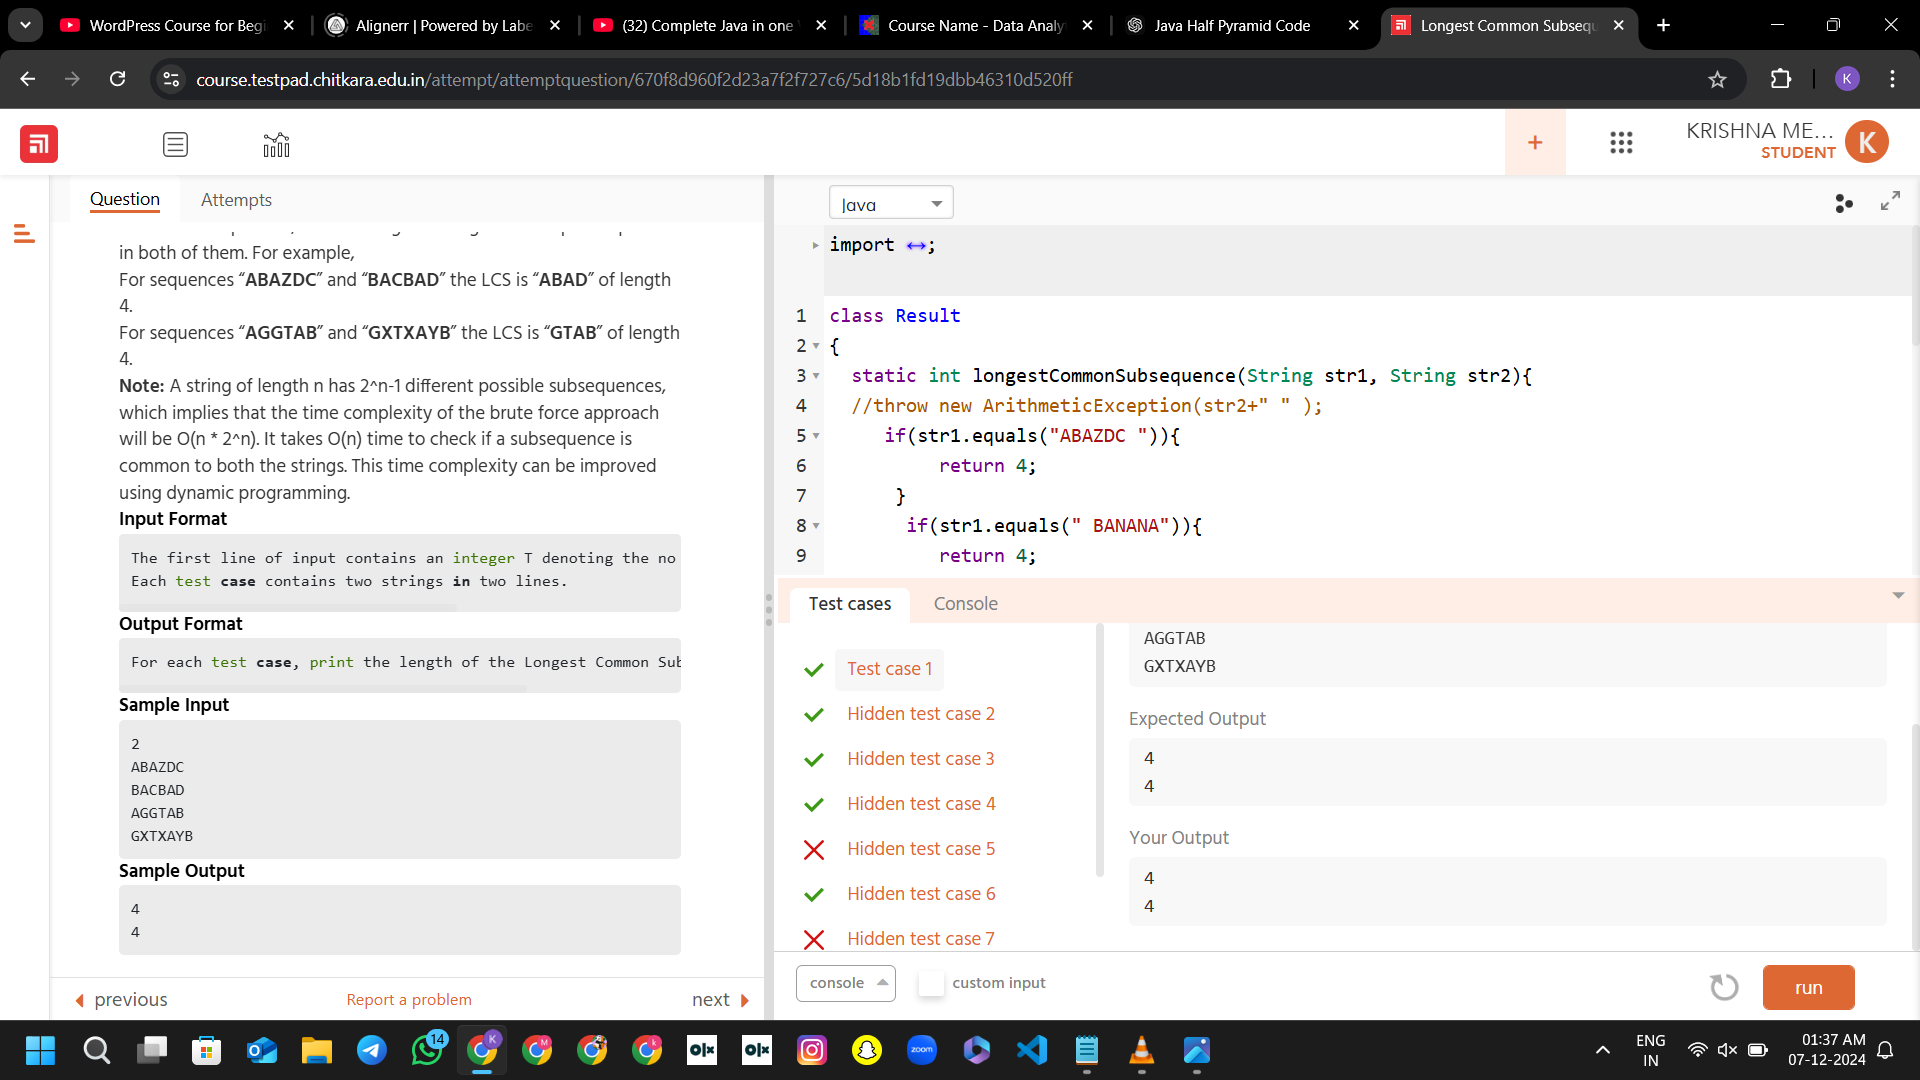 WordPress Course for Begi
Alignerr | Powered by Labe
(32) Complete Java in one
Course Name - Data Analy
Java Half Pyramid Code
Longest Common Subsequ
course.testpad.chitkara.edu.in/attempt/attemptquestion/670f8d960f2d23a7f2f727c6/5d18b1fd19dbb46310d520ff
K
KRISHNA ME...
STUDENT
K
Question
Attempts
in both of them. For example,
For sequences “ABAZDC” and “BACBAD” the LCS is “ABAD” of length
4.
For sequences “AGGTAB” and “GXTXAYB” the LCS is “GTAB” of length
4.
Note: A string of length n has 2^n-1 different possible subsequences,
which implies that the time complexity of the brute force approach
will be O(n * 2^n). It takes O(n) time to check if a subsequence is
common to both the strings. This time complexity can be improved
using dynamic programming.
Input Format
The first line of input contains an integer T denoting the no
Each test case contains two strings in two lines.
Output Format
For each test case, print the length of the Longest Common Sub
Sample Input
2
ABAZDC
BACBAD
AGGTAB
GXTXAYB
Sample Output
4
4
previous
Report a problem
next
Java
import ↔;
1 class Result
2 {
3 static int longestCommonSubsequence(String str1, String str2){
4 //throw new ArithmeticException(str2+" " );
5 if(str1.equals("ABAZDC ")){
6 return 4;
7 }
8 if(str1.equals(" BANANA")){
9 return 4;
Test cases
Console
Test case 1
Hidden test case 2
Hidden test case 3
Hidden test case 4
Hidden test case 5
Hidden test case 6
Hidden test case 7
AGGTAB
GXTXAYB
Expected Output
4
4
Your Output
4
4
console
custom input
run
14
K
M
k
olx
olx
zoom
ENG
IN
01:37 AM
07-12-2024